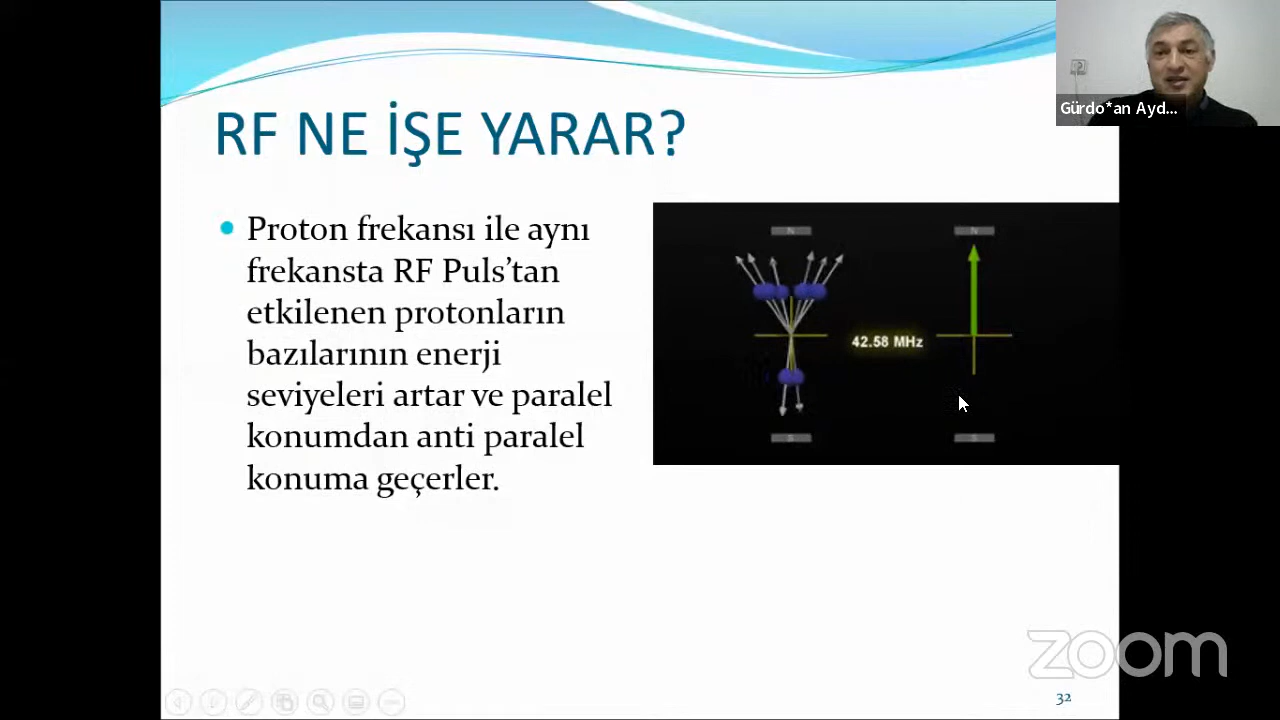 Gürdo*an Ayd...
RF NE İŞE YARAR?
Proton frekansı ile aynı
frekansta RF Puls’tan
etkilenen protonların
bazılarının enerji
seviyeleri artar ve paralel
konumdan anti paralel
konuma geçerler.
N
N
42.58 MHz
S
S
zoom
32